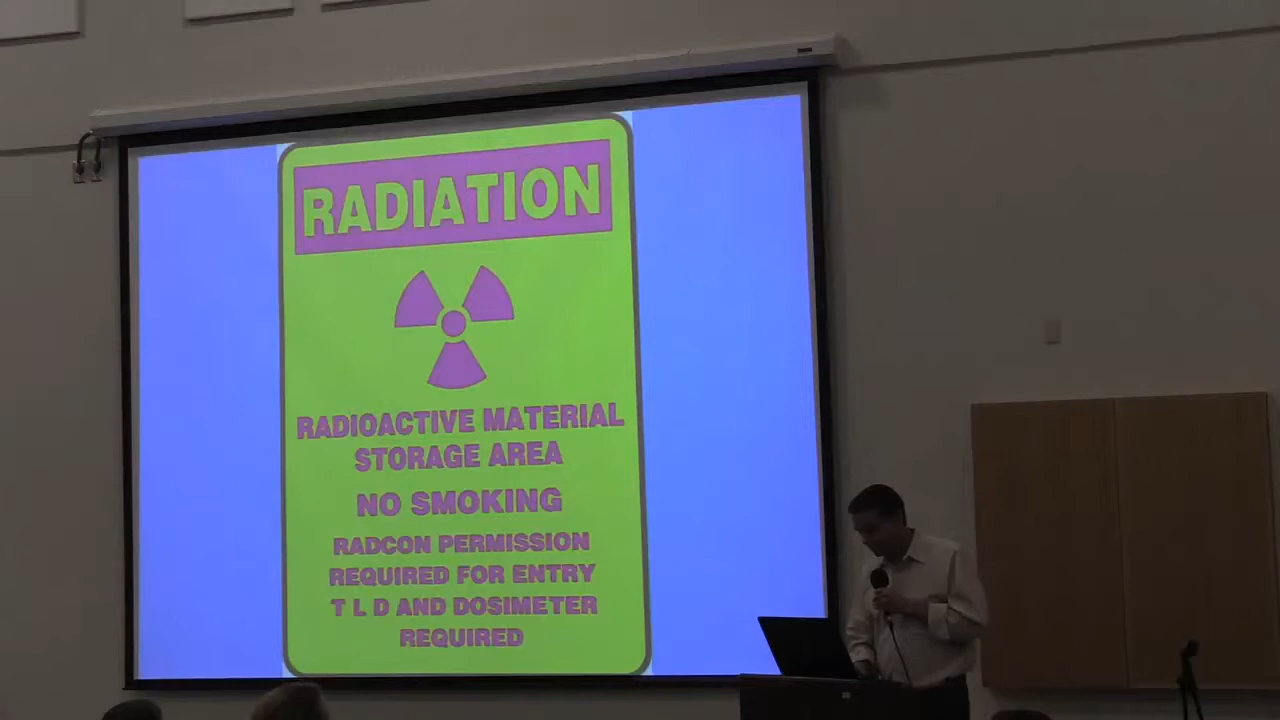 RADIATION
RADIOACTIVE MATERIAL
STORAGE AREA
NO SMOKING
RADCON PERMISSION
REQUIRED FOR ENTRY
T L D AND DOSIMETER
REQUIRED